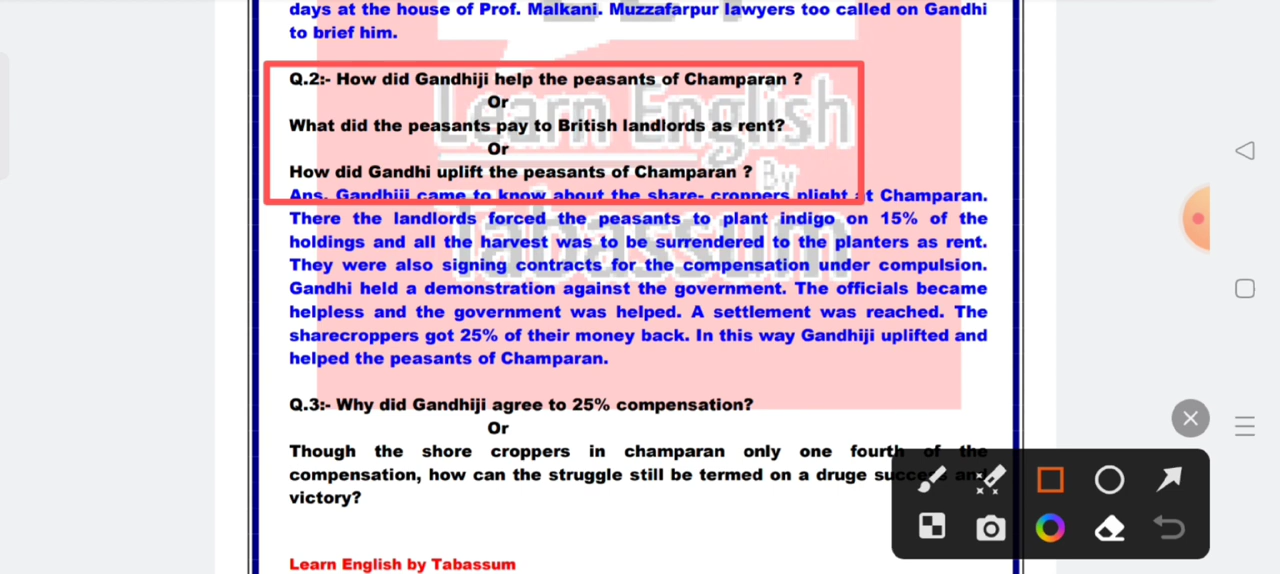 days at the house of Prof. Malkani. Muzzafarpur lawyers too called on Gandhi
to brief him.
Q.2:- How did Gandhiji help the peasants of Champaran ?
Or
What did the peasants pay to British landlords as rent?
Or
How did Gandhi uplift the peasants of Champaran ?
Ans. Gandhiji came to know about the share- croppers plight at Champaran.
There the landlords forced the peasants to plant indigo on 15% of the
holdings and all the harvest was to be surrendered to the planters as rent.
They were also signing contracts for the compensation under compulsion.
Gandhi held a demonstration against the government. The officials became
helpless and the government was helped. A settlement was reached. The
sharecroppers got 25% of their money back. In this way Gandhiji uplifted and
helped the peasants of Champaran.
Q.3:- Why did Gandhiji agree to 25% compensation?
Or
Though the shore croppers in champaran only one fourth of the
compensation, how can the struggle still be termed on a druge success and
victory?
Learn English by Tabassum
Learn English
By
Tabassum